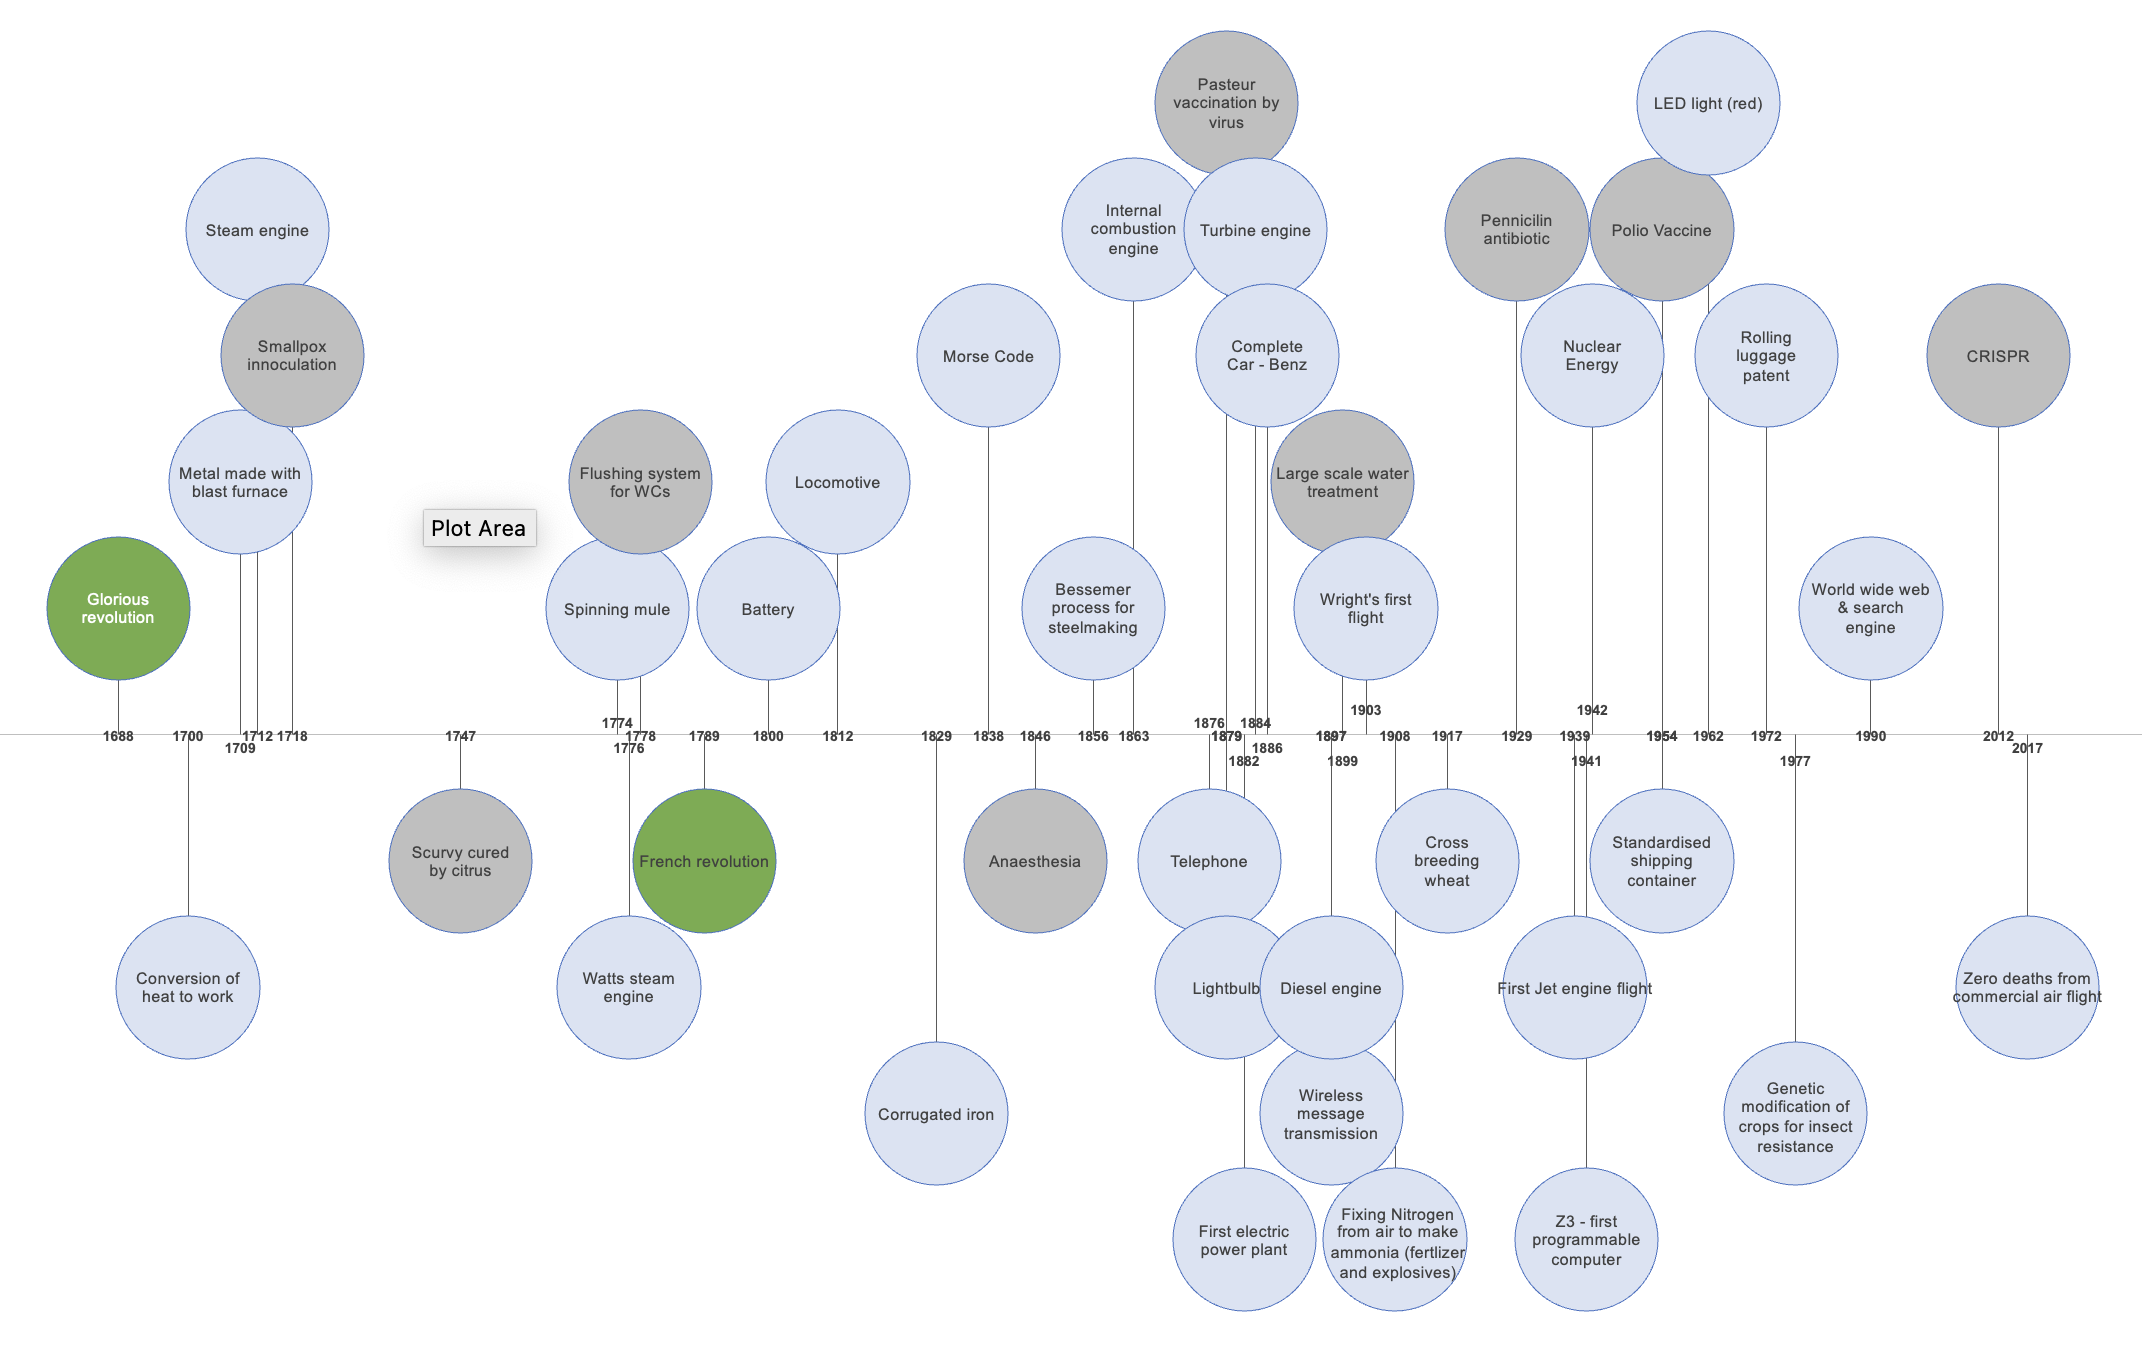 Pasteur
vaccination by
virus
LED light (red)
Steam engine
Internal
combustion
engine
Turbine engine
Pennicilin
antibiotic
Polio Vaccine
Smallpox
innoculation
Morse Code
Complete
Car - Benz
Nuclear
Energy
Rolling
luggage
patent
CRISPR
Metal made with
blast furnace
Flushing system
for WCs
Locomotive
Large scale water
treatment
Plot Area
Glorious
revolution
Spinning mule
Battery
Bessemer
process for
steelmaking
Wright's first
flight
World wide web
& search
engine
1688
1700
1709
1712
1718
1747
1774
1776
1778
1789
1800
1812
1829
1838
1846
1856
1863
1876
1879
1882
1884
1886
1897
1899
1903
1908
1917
1929
1939
1941
1942
1954
1962
1972
1977
1990
2012
2017
Scurvy cured
by citrus
French revolution
Anaesthesia
Telephone
Cross
breeding
wheat
Standardised
shipping
container
Conversion of
heat to work
Watts steam
engine
Lightbulb
Diesel engine
First Jet engine flight
Zero deaths from
commercial air flight
Corrugated iron
Wireless
message
transmission
Genetic
modification of
crops for insect
resistance
First electric
power plant
Fixing Nitrogen
from air to make
ammonia (fertlizer
and explosives)
Z3 - first
programmable
computer